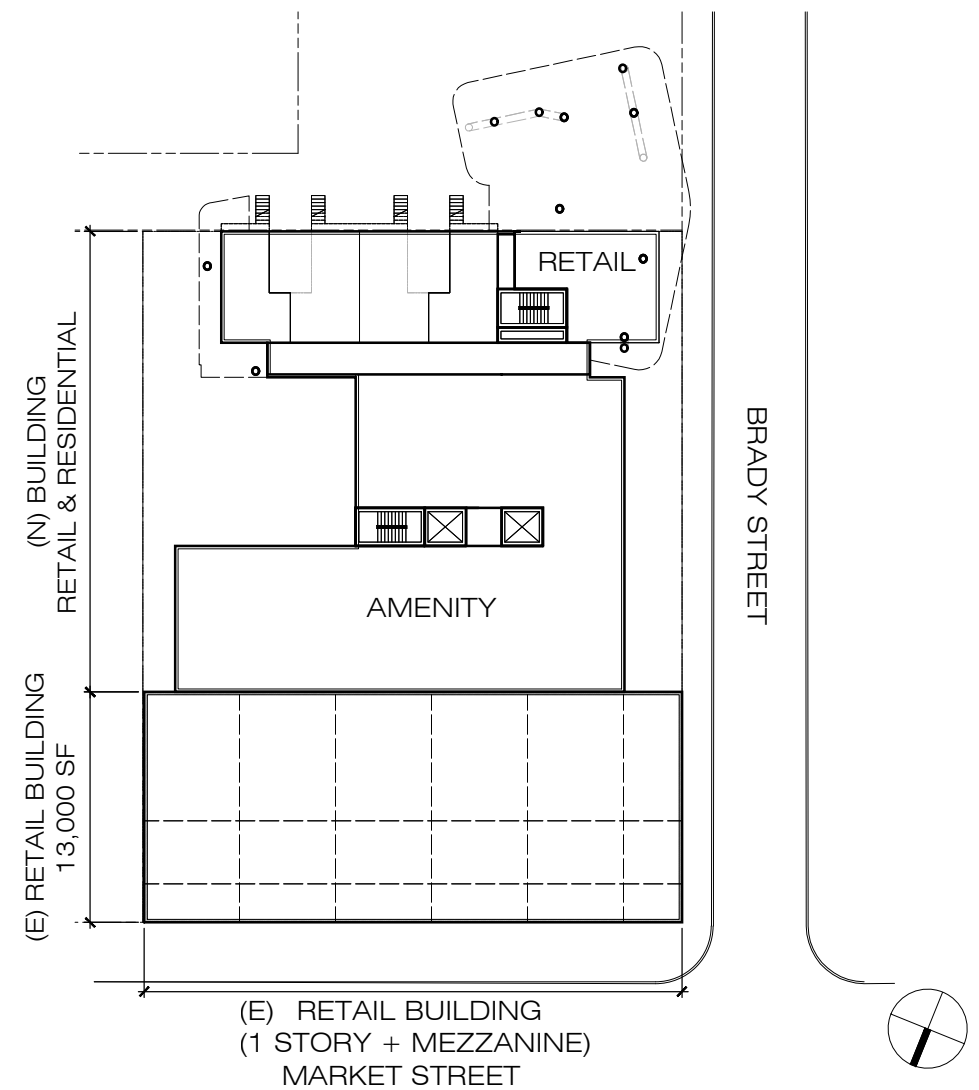 RETAIL
(N) BUILDING
RETAIL & RESIDENTIAL
BRADY STREET
AMENITY
(E) RETAIL BUILDING
13,000 SF
(E) RETAIL BUILDING
(1 STORY + MEZZANINE)
MARKET STREET